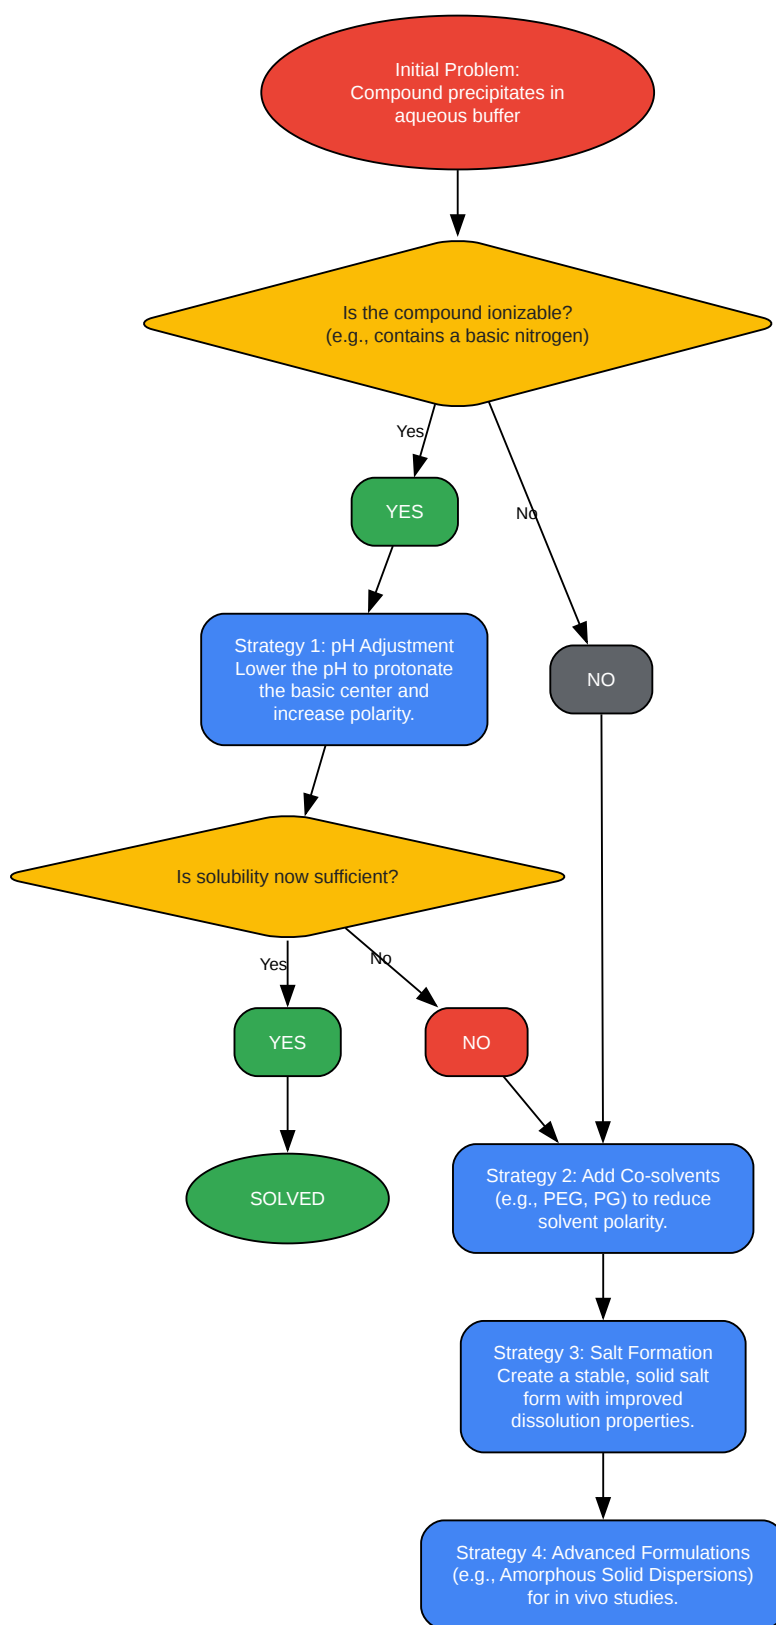 Initial Problem:
Compound precipitates in
aqueous buffer
Is the compound ionizable?
(e.g., contains a basic nitrogen)
Yes
No
YES
Strategy 1: pH Adjustment
Lower the pH to protonate
the basic center and
increase polarity.
NO
Is solubility now sufficient?
Yes
No
YES
NO
SOLVED
Strategy 2: Add Co-solvents
(e.g., PEG, PG) to reduce
solvent polarity.
Strategy 3: Salt Formation
Create a stable, solid salt
form with improved
dissolution properties.
Strategy 4: Advanced Formulations
(e.g., Amorphous Solid Dispersions)
for in vivo studies.